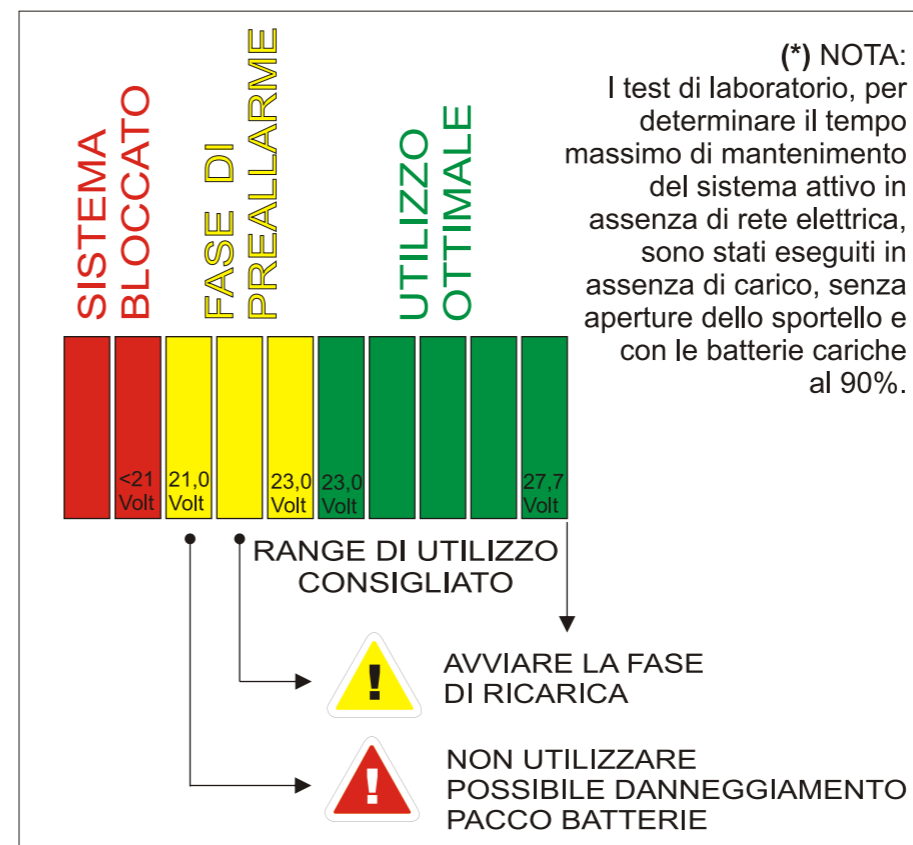 SISTEMA
BLOCCATO
FASE DI
PREALLARME
UTILIZZO
OTTIMALE
(*) NOTA:
I test di laboratorio, per
determinare il tempo
massimo di mantenimento
del sistema attivo in
assenza di rete elettrica,
sono stati eseguiti in
assenza di carico, senza
aperture dello sportello e
con le batterie cariche
al 90%.
<21
Volt
21,0
Volt
23,0
Volt
23,0
Volt
27,7
Volt
RANGE DI UTILIZZO
CONSIGLIATO
!
AVVIARE LA FASE
DI RICARICA
!
NON UTILIZZARE
POSSIBILE DANNEGGIAMENTO
PACCO BATTERIE